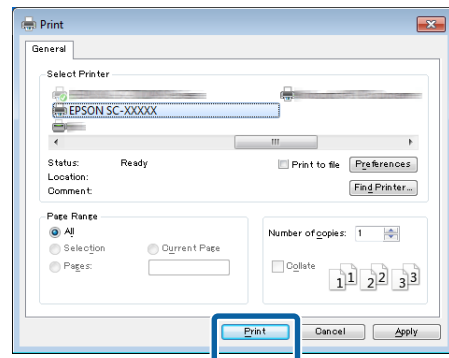 Print
General
Select Printer
EPSON SC-XXXXX
Status: Ready
Print to file Preferences
Location:
Comment:
Find Printer...
Page Range
All
Selection Current Page
Pages:
Number of copies: 1
Collate
1 1 2 2 3 3
Print Cancel Apply